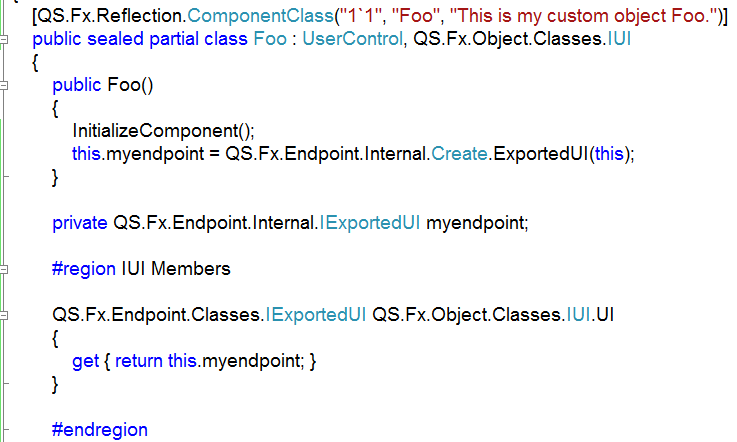 [QS.Fx.Reflection.ComponentClass("1`1", "Foo", "This is my custom object Foo.")]
public sealed partial class Foo : UserControl, QS.Fx.Object.Classes.IUI
{
public Foo()
{
InitializeComponent();
this.myendpoint = QS.Fx.Endpoint.Internal.Create.ExportedUI(this);
}
private QS.Fx.Endpoint.Internal.IExportedUI myendpoint;
#region IUI Members
QS.Fx.Endpoint.Classes.IExportedUI QS.Fx.Object.Classes.IUI.UI
{
get { return this.myendpoint; }
}
#endregion